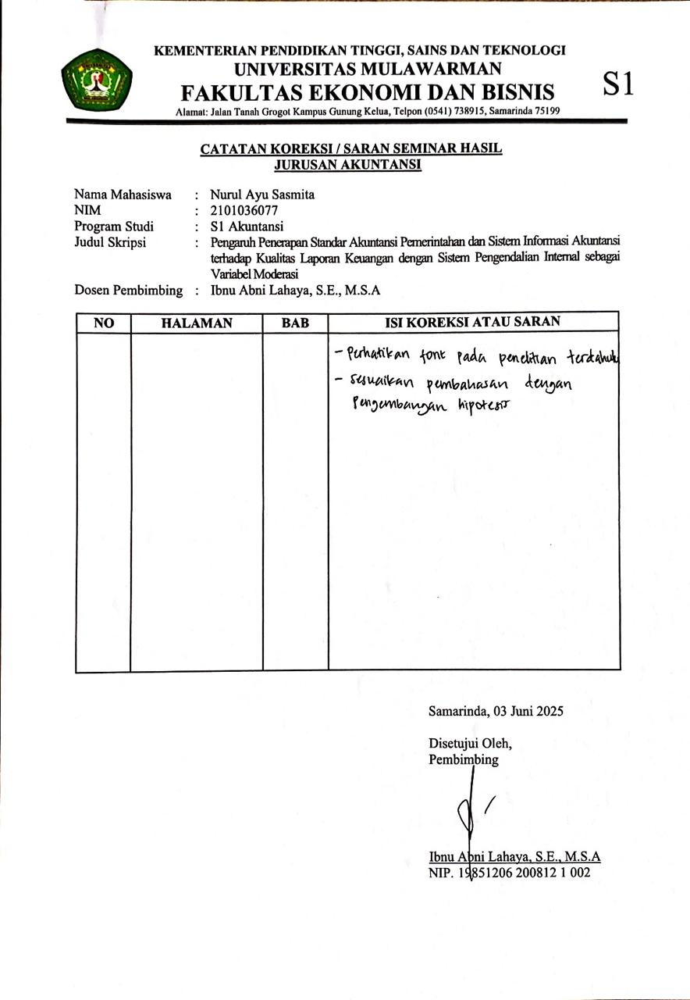 KEMENTERIAN PENDIDIKAN TINGGI, SAINS DAN TEKNOLOGI
UNIVERSITAS MULAWARMAN
FAKULTAS EKONOMI DAN BISNIS
S1
Alamat: Jalan Tanah Grogot Kampus Gunung Kelua, Telpon (0541) 738915, Samarinda 75199
CATATAN KOREKSI / SARAN SEMINAR HASIL
JURUSAN AKUNTANSI
Nama Mahasiswa : Nurul Ayu Sasmita
NIM : 2101036077
Program Studi : S1 Akuntansi
Judul Skripsi : Pengaruh Penerapan Standar Akuntansi Pemerintahan dan Sistem Informasi Akuntansi
terhadap Kualitas Laporan Keuangan dengan Sistem Pengendalian Internal sebagai
Variabel Moderasi
Dosen Pembimbing : Ibnu Abni Lahaya, S.E., M.S.A
NO HALAMAN BAB ISI KOREKSI ATAU SARAN
- Perhatikan font pada penelitian terdahulu
- Sesuaikan pembahasan dengan
Pengembangan hipotesis
Samarinda, 03 Juni 2025
Disetujui Oleh,
Pembimbing
Ibnu Abni Lahaya, S.E., M.S.A
NIP. 19851206 200812 1 002